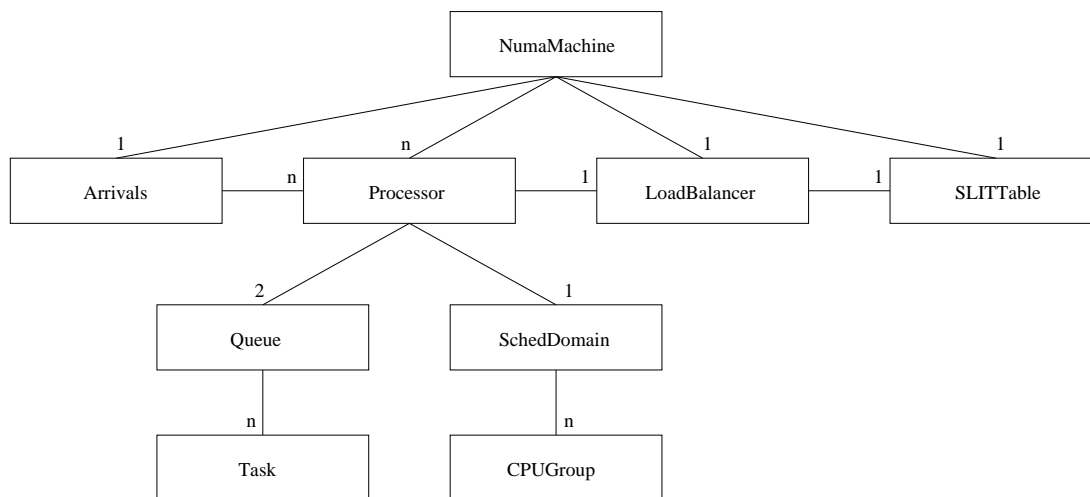 NumaMachine
1
n
1
1
Arrivals
n
Processor
1
LoadBalancer
1
SLITTable
2
1
Queue
SchedDomain
n
n
Task
CPUGroup